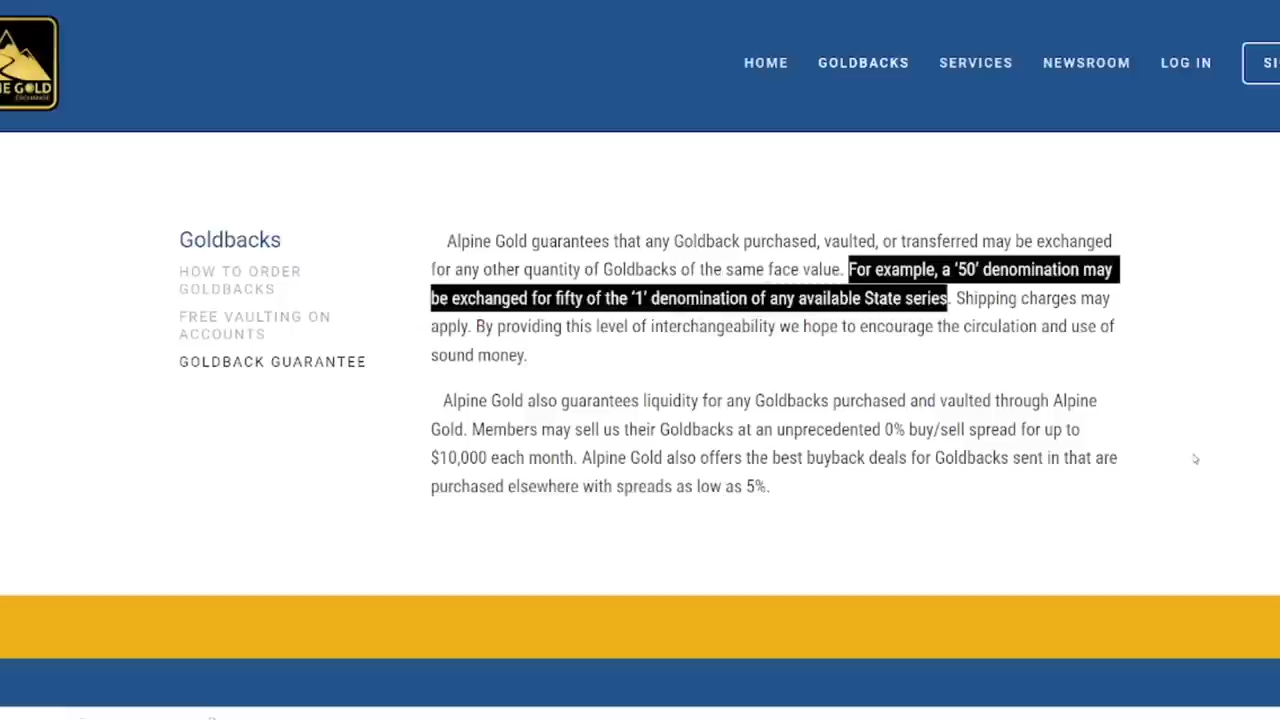 HOME GOLDBACKS SERVICES NEWSROOM LOG IN
Goldbacks
HOW TO ORDER
GOLDBACKS
FREE VAULTING ON
ACCOUNTS
GOLDBACK GUARANTEE
Alpine Gold guarantees that any Goldback purchased, vaulted, or transferred may be exchanged
for any other quantity of Goldbacks of the same face value. For example, a ‘50’ denomination may
be exchanged for fifty of the ‘1’ denomination of any available State series. Shipping charges may
apply. By providing this level of interchangeability we hope to encourage the circulation and use of
sound money.
Alpine Gold also guarantees liquidity for any Goldbacks purchased and vaulted through Alpine
Gold. Members may sell us their Goldbacks at an unprecedented 0% buy/sell spread for up to
$10,000 each month. Alpine Gold also offers the best buyback deals for Goldbacks sent in that are
purchased elsewhere with spreads as low as 5%.